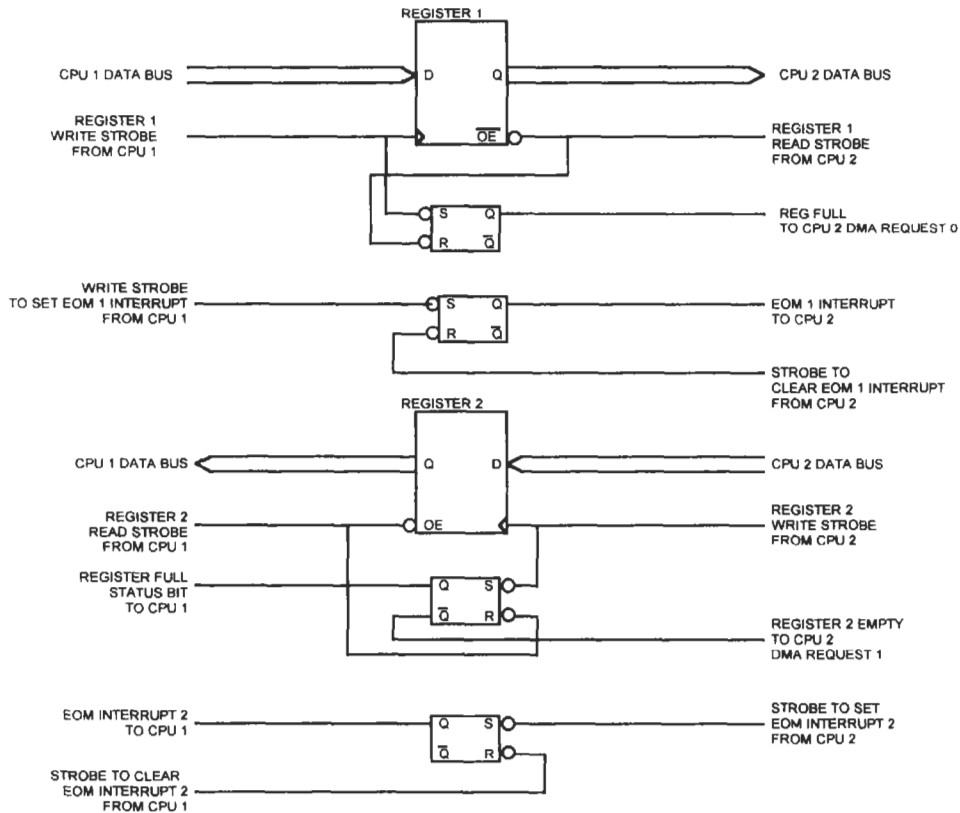 REGISTER 1
CPU 1 DATA BUS
D
Q
CPU 2 DATA BUS
REGISTER 1
WRITE STROBE
FROM CPU 1
OE
REGISTER 1
READ STROBE
FROM CPU 2
S
Q
R
Q
REG FULL
TO CPU 2 DMA REQUEST 0
WRITE STROBE
TO SET EOM 1 INTERRUPT
FROM CPU 1
S
Q
R
Q
EOM 1 INTERRUPT
TO CPU 2
STROBE TO
CLEAR EOM 1 INTERRUPT
FROM CPU 2
REGISTER 2
CPU 1 DATA BUS
Q
D
CPU 2 DATA BUS
REGISTER 2
READ STROBE
FROM CPU 1
OE
REGISTER 2
WRITE STROBE
FROM CPU 2
REGISTER FULL
STATUS BIT
TO CPU 1
Q
S
Q
R
REGISTER 2 EMPTY
TO CPU 2
DMA REQUEST 1
EOM INTERRUPT 2
TO CPU 1
Q
S
Q
R
STROBE TO SET
EOM INTERRUPT 2
FROM CPU 2
STROBE TO CLEAR
EOM INTERRUPT 2
FROM CPU 1